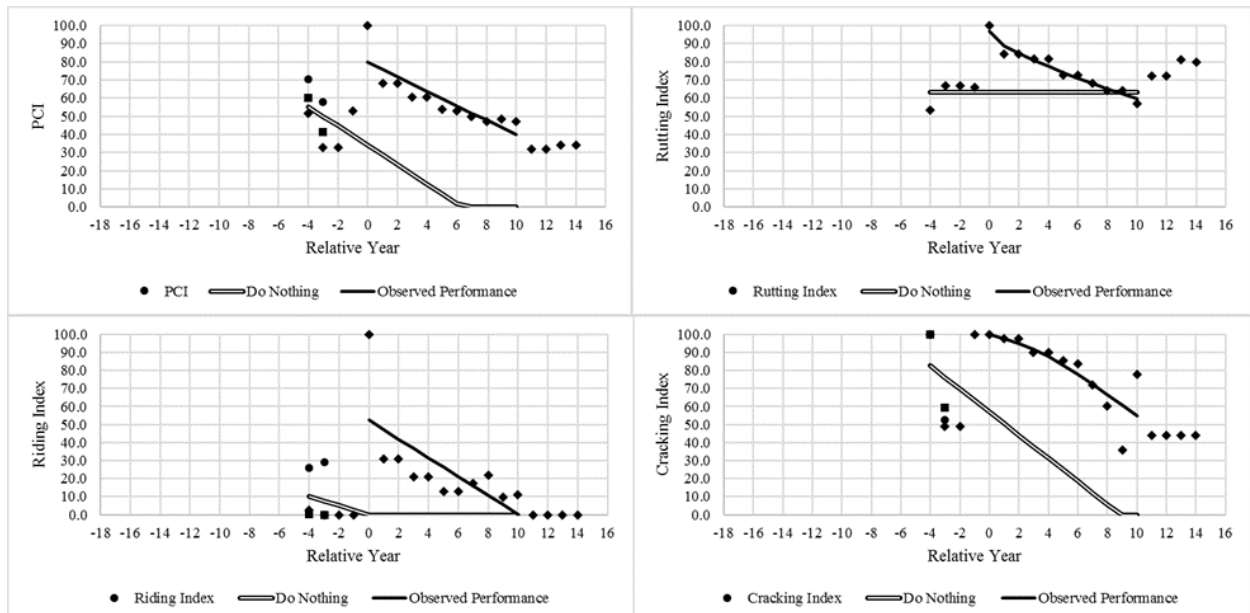 PCI
100.0
90.0
80.0
70.0
60.0
50.0
40.0
30.0
20.0
10.0
0.0
-18 -16 -14 -12 -10 -8 -6 -4 -2 0 2 4 6 8 10 12 14 16
Relative Year
PCI Do Nothing Observed Performance
Rutting Index
100.0
90.0
80.0
70.0
60.0
50.0
40.0
30.0
20.0
10.0
0.0
-18 -16 -14 -12 -10 -8 -6 -4 -2 0 2 4 6 8 10 12 14 16
Relative Year
Rutting Index Do Nothing Observed Performance
Riding Index
100.0
90.0
80.0
70.0
60.0
50.0
40.0
30.0
20.0
10.0
0.0
-18 -16 -14 -12 -10 -8 -6 -4 -2 0 2 4 6 8 10 12 14 16
Relative Year
Riding Index Do Nothing Observed Performance
Cracking Index
100.0
90.0
80.0
70.0
60.0
50.0
40.0
30.0
20.0
10.0
0.0
-18 -16 -14 -12 -10 -8 -6 -4 -2 0 2 4 6 8 10 12 14 16
Relative Year
Cracking Index Do Nothing Observed Performance